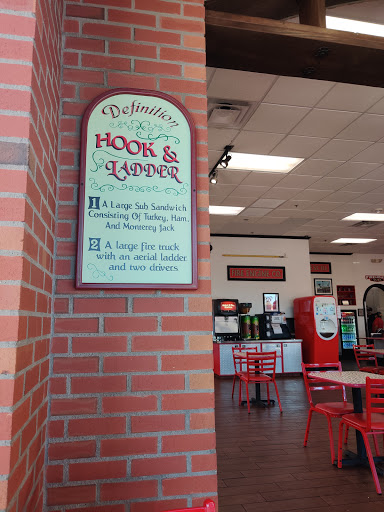 Definition
HOOK &
LADDER
1 A Large Sub Sandwich
Consisting Of Turkey, Ham,
And Monterey Jack
2 A large fire truck
with an aerial ladder
and two drivers